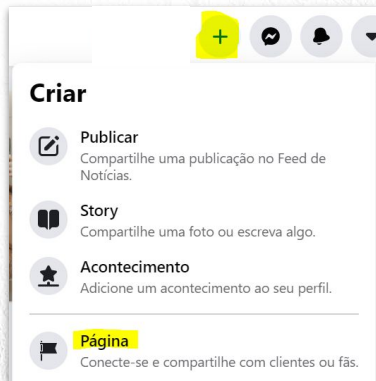 Criar
Publicar
Compartilhe uma publicação no Feed de
Notícias.
Story
Compartilhe uma foto ou escreva algo.
Acontecimento
Adicione um acontecimento ao seu perfil.
Página
Conecte-se e compartilhe com clientes ou fãs.